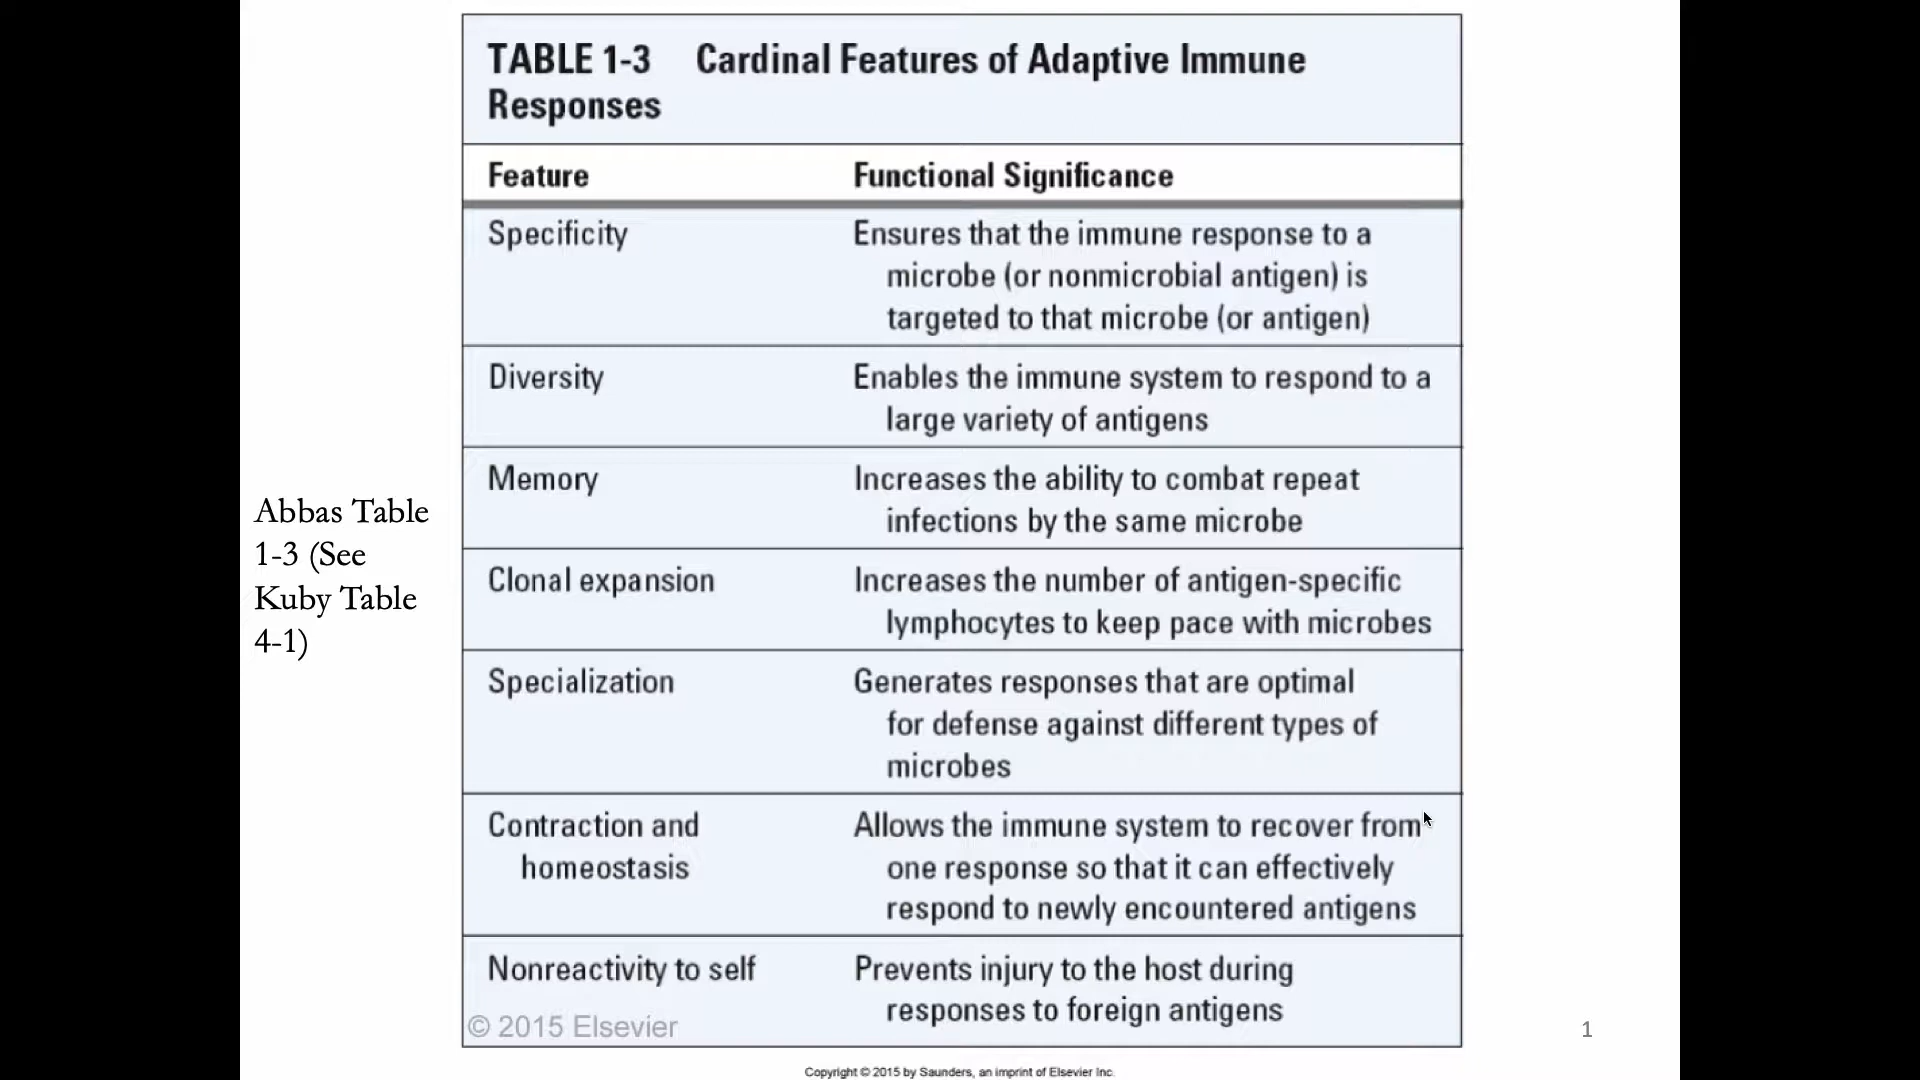 TABLE 1-3 Cardinal Features of Adaptive Immune
Responses
Feature Functional Significance
Specificity Ensures that the immune response to a
microbe (or nonmicrobial antigen) is
targeted to that microbe (or antigen)
Diversity Enables the immune system to respond to a
large variety of antigens
Memory Increases the ability to combat repeat
infections by the same microbe
Clonal expansion Increases the number of antigen-specific
lymphocytes to keep pace with microbes
Specialization Generates responses that are optimal
for defense against different types of
microbes
Contraction and Allows the immune system to recover from
homeostasis one response so that it can effectively
respond to newly encountered antigens
Nonreactivity to self Prevents injury to the host during
responses to foreign antigens
© 2015 Elsevier
Abbas Table
1-3 (See
Kuby Table
4-1)
1
Copyright © 2015 by Saunders, an imprint of Elsevier Inc.